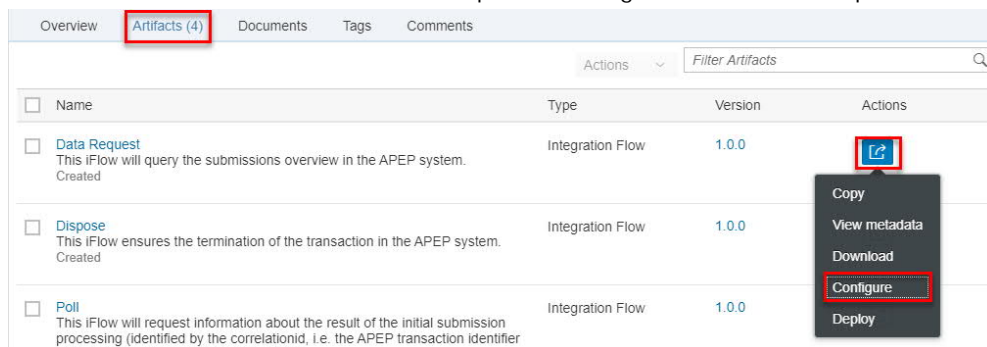 Overview Artifacts (4) Documents Tags Comments
Actions Filter Artifacts
Name Type Version Actions
Data Request Integration Flow 1.0.0
This iFlow will query the submissions overview in the APEP system.
Created
Copy
Dispose Integration Flow 1.0.0 View metadata
This iFlow ensures the termination of the transaction in the APEP system.
Created
Download
Configure
Poll Integration Flow 1.0.0
This iFlow will request information about the result of the initial submission
Deploy
processing (identified by the correlationid, i.e. the APEP transaction identifier